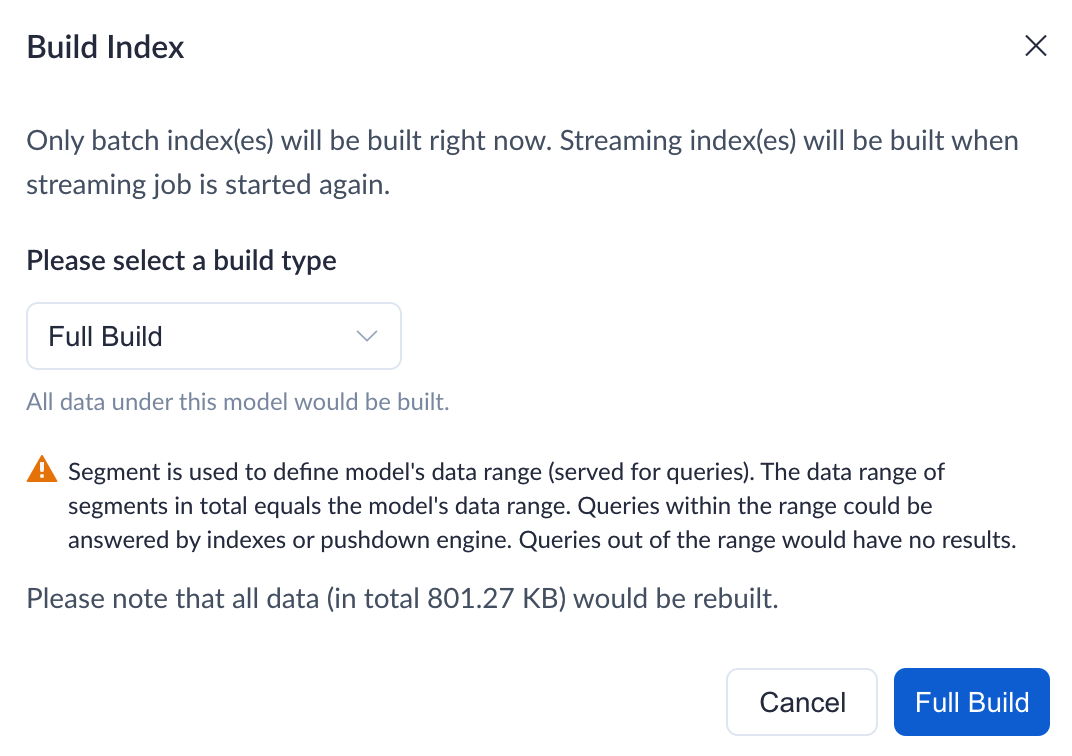 Build Index
Only batch index(es) will be built right now. Streaming index(es) will be built when
streaming job is started again.
Please select a build type
Full Build
All data under this model would be built.
Segment is used to define model's data range (served for queries). The data range of
segments in total equals the model's data range. Queries within the range could be
answered by indexes or pushdown engine. Queries out of the range would have no results.
Please note that all data (in total 801.27 KB) would be rebuilt.
Cancel
Full Build